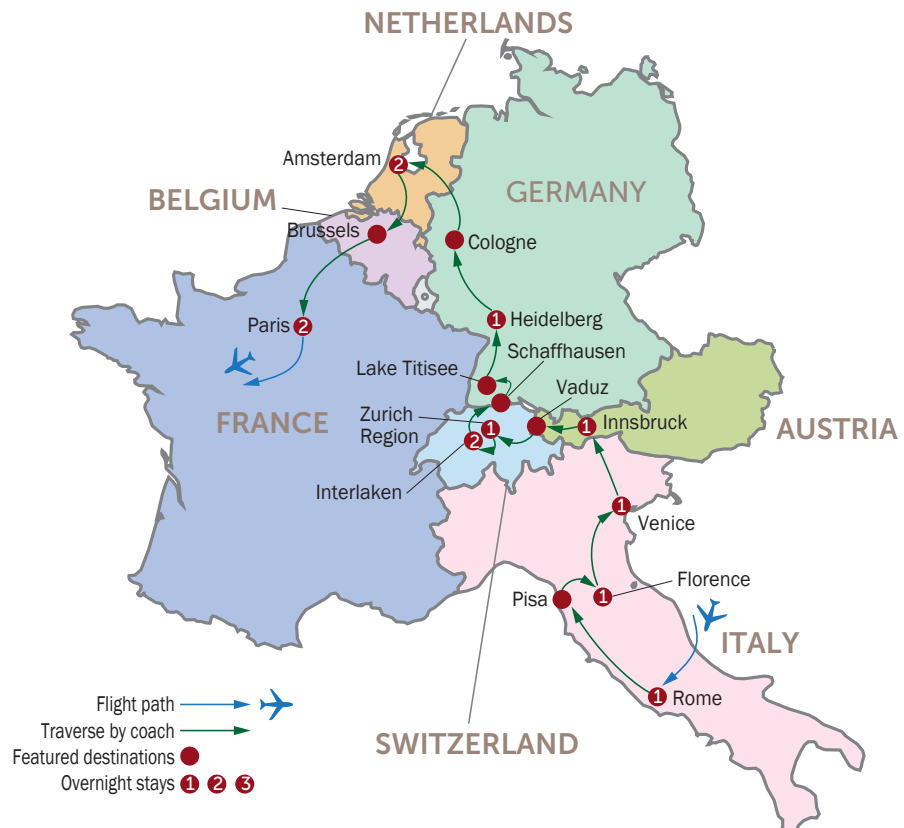 NETHERLANDS
Amsterdam
2
GERMANY
BELGIUM
Brussels
Cologne
Paris
2
1
Heidelberg
Schaffhausen
Lake Titisee
Vaduz
FRANCE
Zurich
Region
1
2
1
Innsbruck
AUSTRIA
Interlaken
1
Venice
Florence
Pisa
1
ITALY
1
Rome
SWITZERLAND
Flight path
Traverse by coach
Featured destinations
Overnight stays 1 2 3